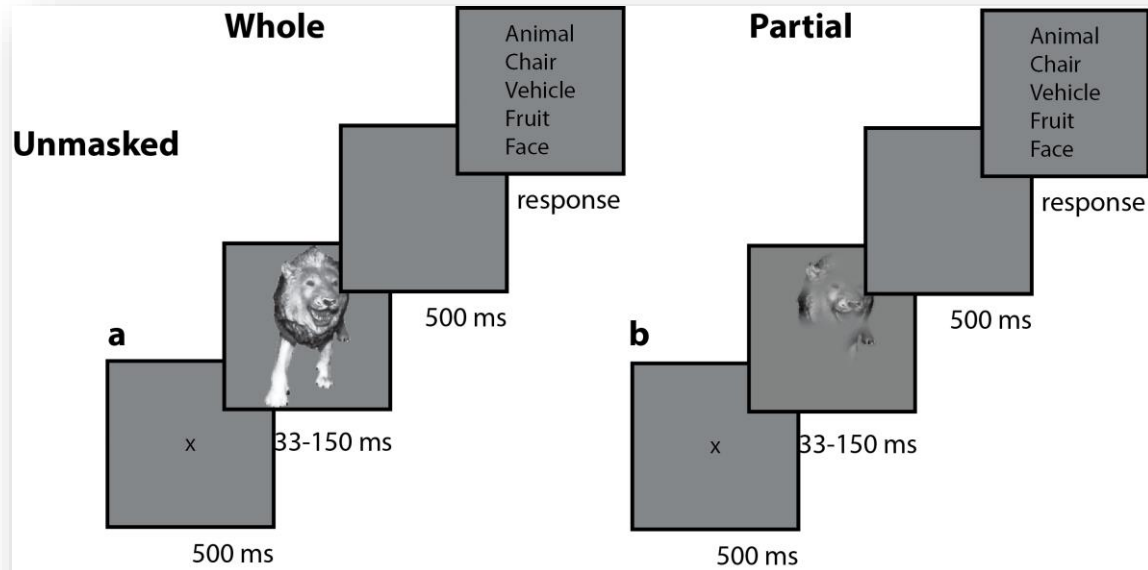 Whole
Partial
Unmasked
Animal
Chair
Vehicle
Fruit
Face
response
500 ms
a
33-150 ms
x
500 ms
Animal
Chair
Vehicle
Fruit
Face
response
500 ms
b
33-150 ms
x
500 ms